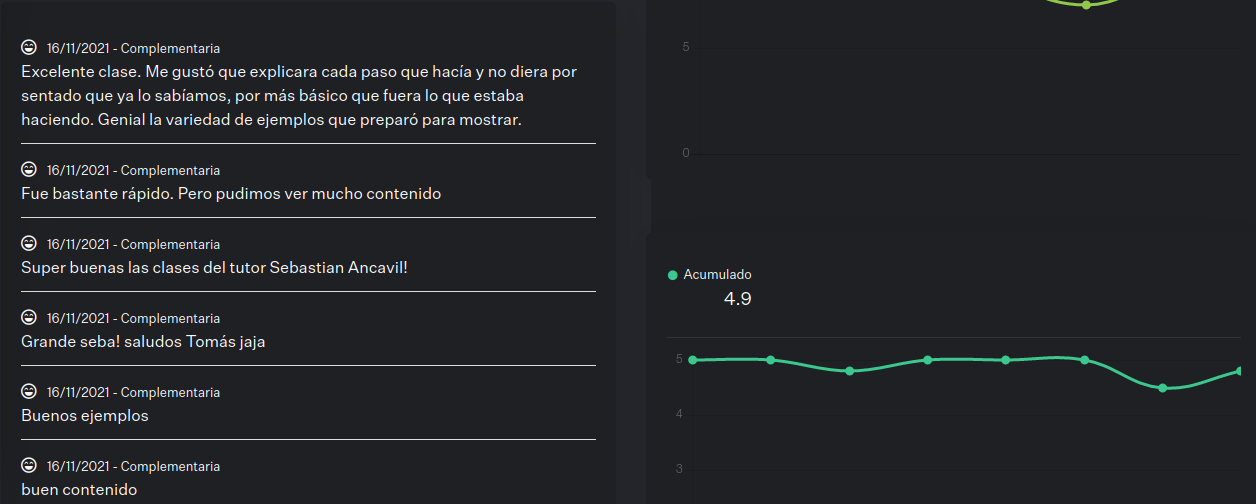 16/11/2021 - Complementaria
Excelente clase. Me gustó que explicara cada paso que hacía y no diera por
sentado que ya lo sabíamos, por más básico que fuera lo que estaba
haciendo. Genial la variedad de ejemplos que preparó para mostrar.
16/11/2021 - Complementaria
Fue bastante rápido. Pero pudimos ver mucho contenido
16/11/2021 - Complementaria
Super buenas las clases del tutor Sebastian Ancavil!
16/11/2021 - Complementaria
Grande seba! saludos Tomás jaja
16/11/2021 - Complementaria
Buenos ejemplos
16/11/2021 - Complementaria
buen contenido
5
0
Acumulado
4.9
5
4
3